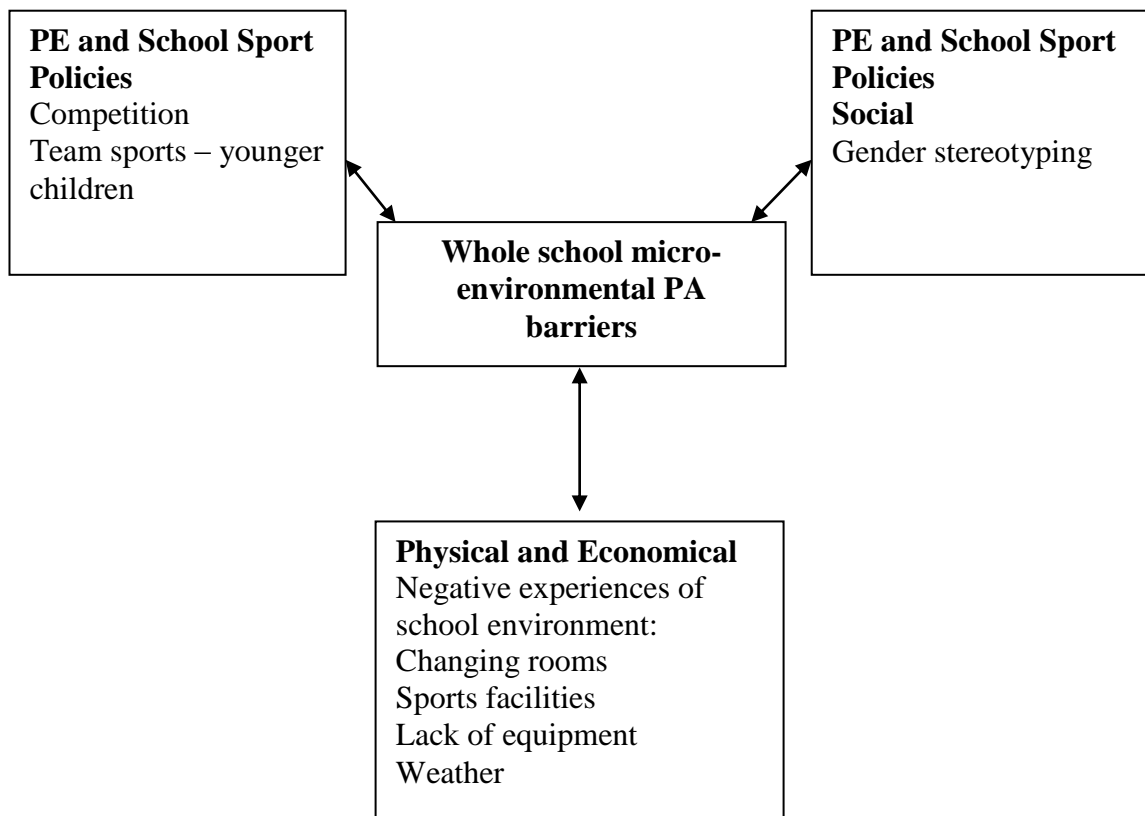 PE and School Sport
Policies
Competition
Team sports – younger
children
PE and School Sport
Policies
Social
Gender stereotyping
Whole school micro-
environmental PA
barriers
Physical and Economical
Negative experiences of
school environment:
Changing rooms
Sports facilities
Lack of equipment
Weather